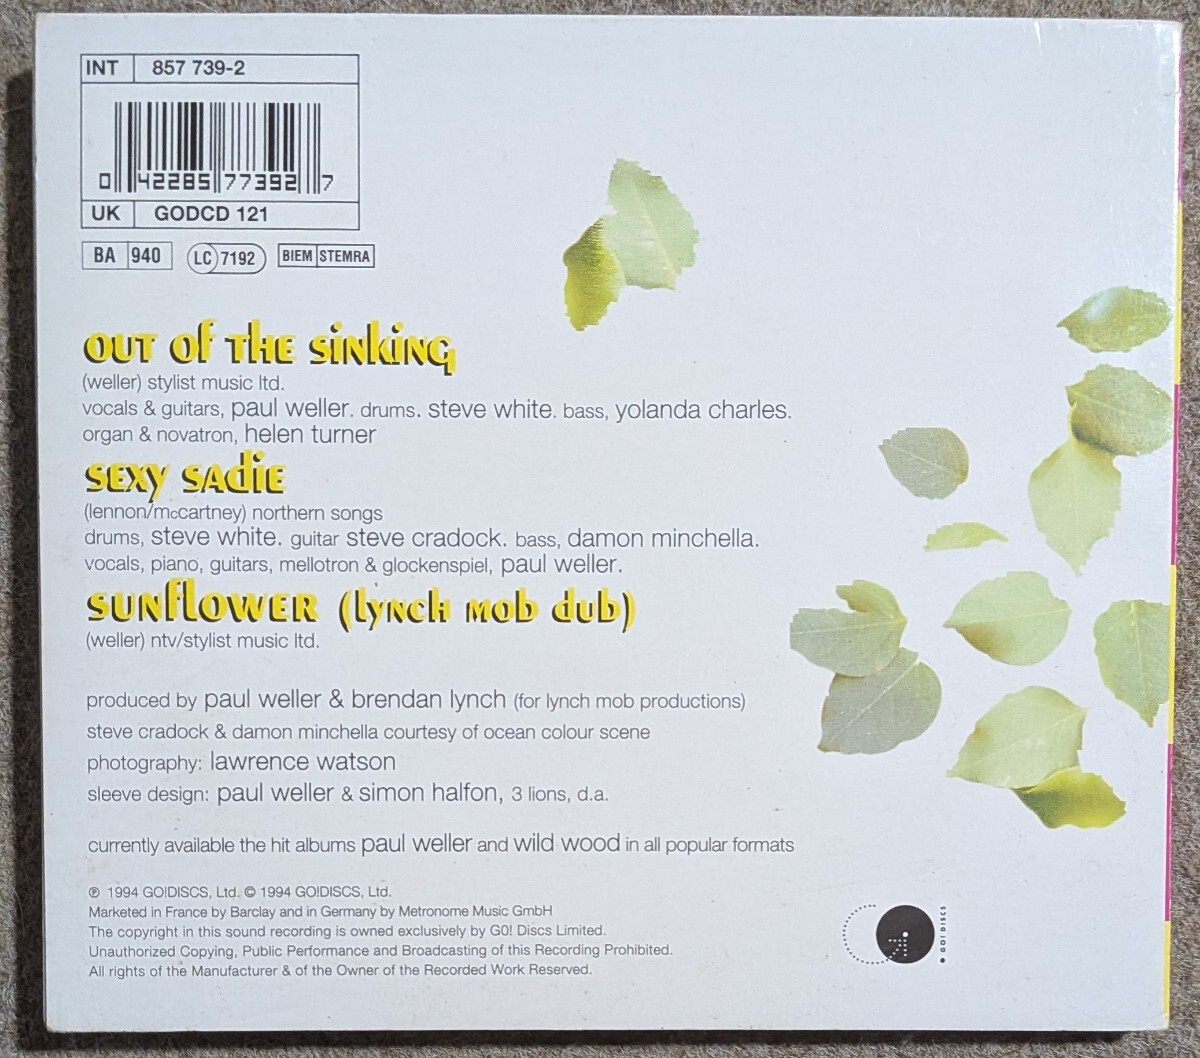 INT 857 739-2
0 42285 77392 7
UK GODCD 121
BA 940 LC 7192 BIEM STEMRA
OUT OF THE SINKING
(weller) stylist music ltd.
vocals & guitars, paul weller. drums. steve white. bass, yolanda charles.
organ & novatron, helen turner
SEXY SADIE
(lennon/mccartney) northern songs
drums, steve white. guitar steve cradock. bass, damon minchella.
vocals, piano, guitars, mellotron & glockenspiel, paul weller.
SUNFLOWER (LYNCH MOB DUB)
(weller) ntv/stylist music ltd.
produced by paul weller & brendan lynch (for lynch mob productions)
steve cradock & damon minchella courtesy of ocean colour scene
photography: lawrence watson
sleeve design: paul weller & simon halfon, 3 lions, d.a.
currently available the hit albums paul weller and wild wood in all popular formats
℗ 1994 GO!DISCS, Ltd. © 1994 GO!DISCS, Ltd.
Marketed in France by Barclay and in Germany by Metronome Music GmbH
The copyright in this sound recording is owned exclusively by GO! Discs Limited.
Unauthorized Copying, Public Performance and Broadcasting of this Recording Prohibited.
All rights of the Manufacturer & of the Owner of the Recorded Work Reserved.
GO! DISCS